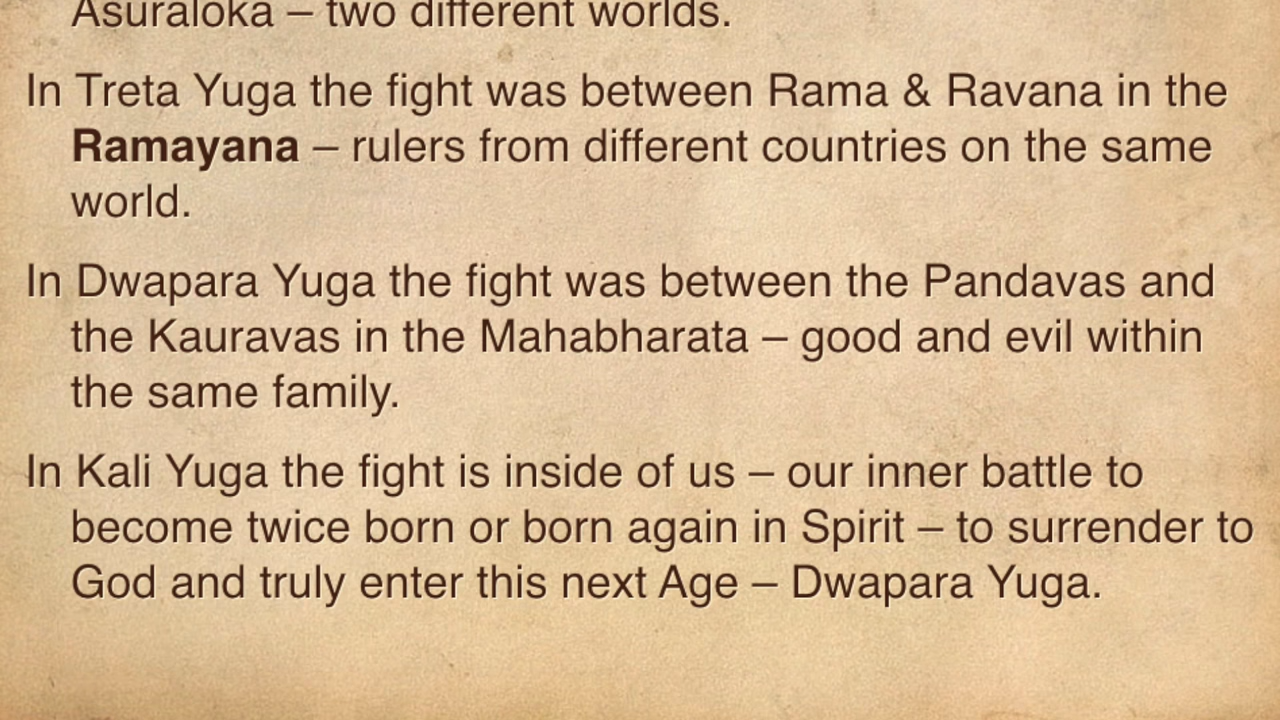 Asuraloka – two different worlds.
In Treta Yuga the fight was between Rama & Ravana in the
Ramayana – rulers from different countries on the same
world.
In Dwapara Yuga the fight was between the Pandavas and
the Kauravas in the Mahabharata – good and evil within
the same family.
In Kali Yuga the fight is inside of us – our inner battle to
become twice born or born again in Spirit – to surrender to
God and truly enter this next Age – Dwapara Yuga.